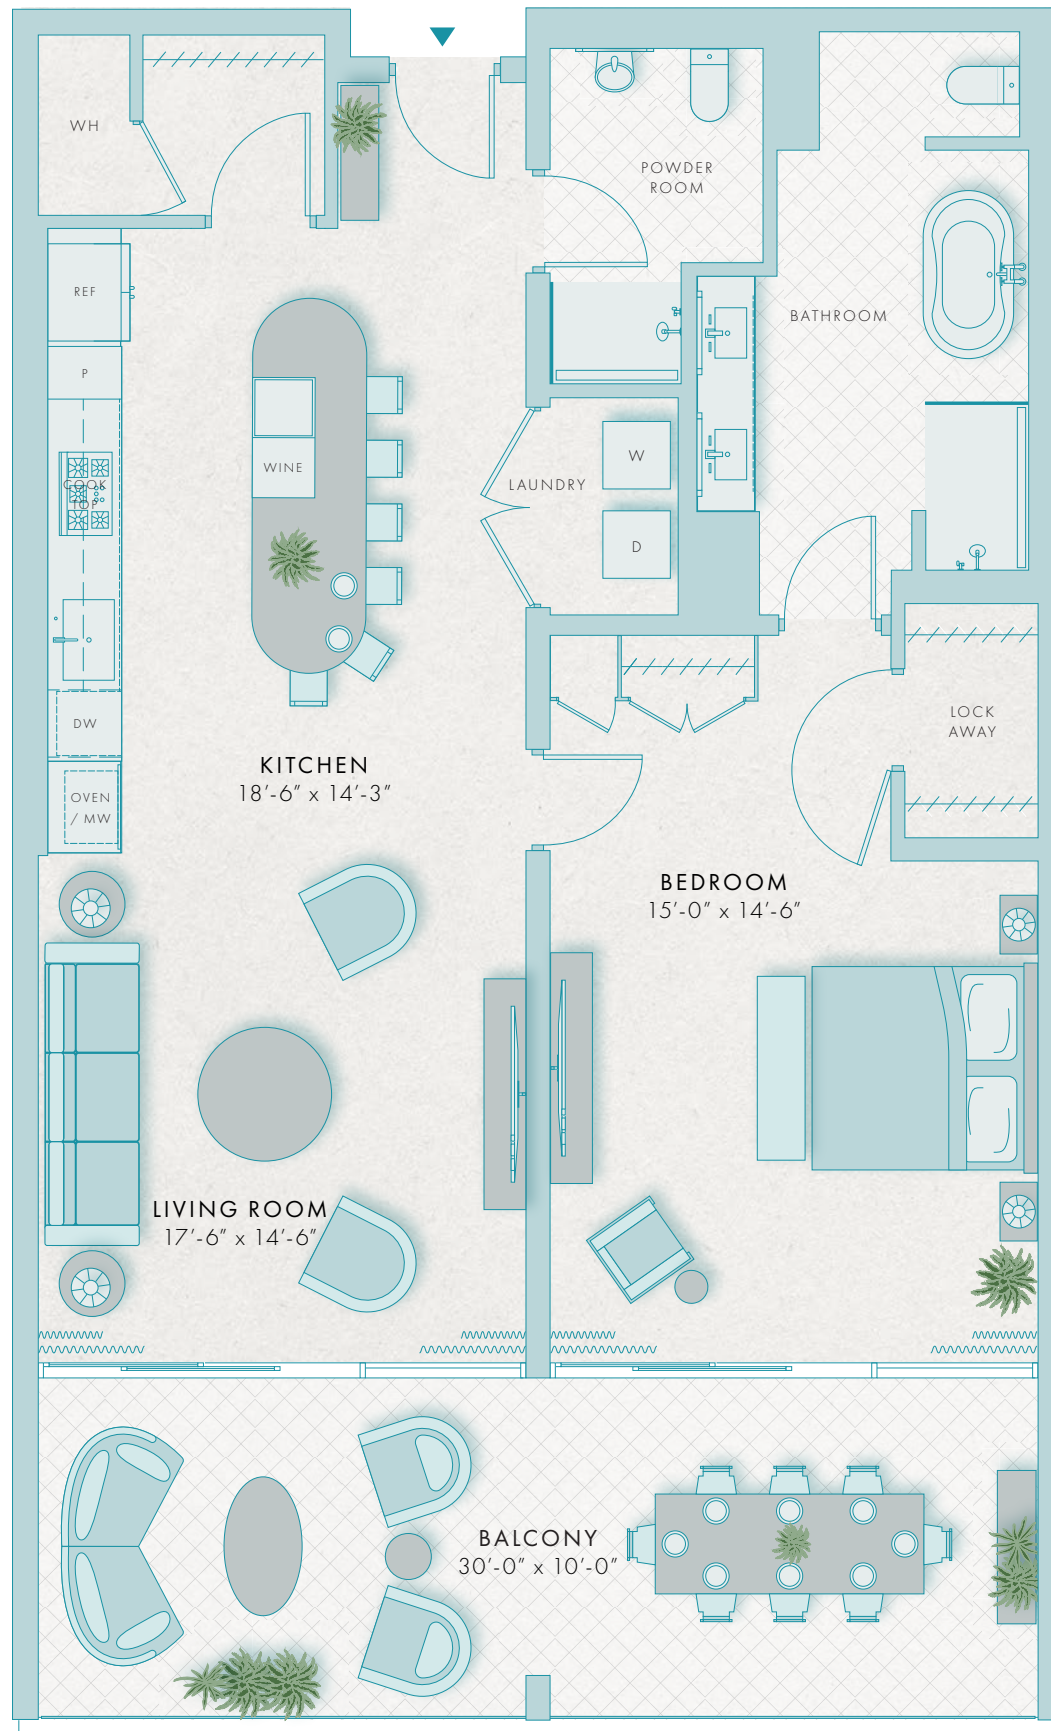 WH
POWDER
ROOM
REF
BATHROOM
P
WINE
COOK
TOP
LAUNDRY
W
D
DW
LOCK
AWAY
KITCHEN
18'-6" x 14'-3"
OVEN
/ MW
BEDROOM
15'-0" x 14'-6"
LIVING ROOM
17'-6" x 14'-6"
BALCONY
30'-0" x 10'-0"